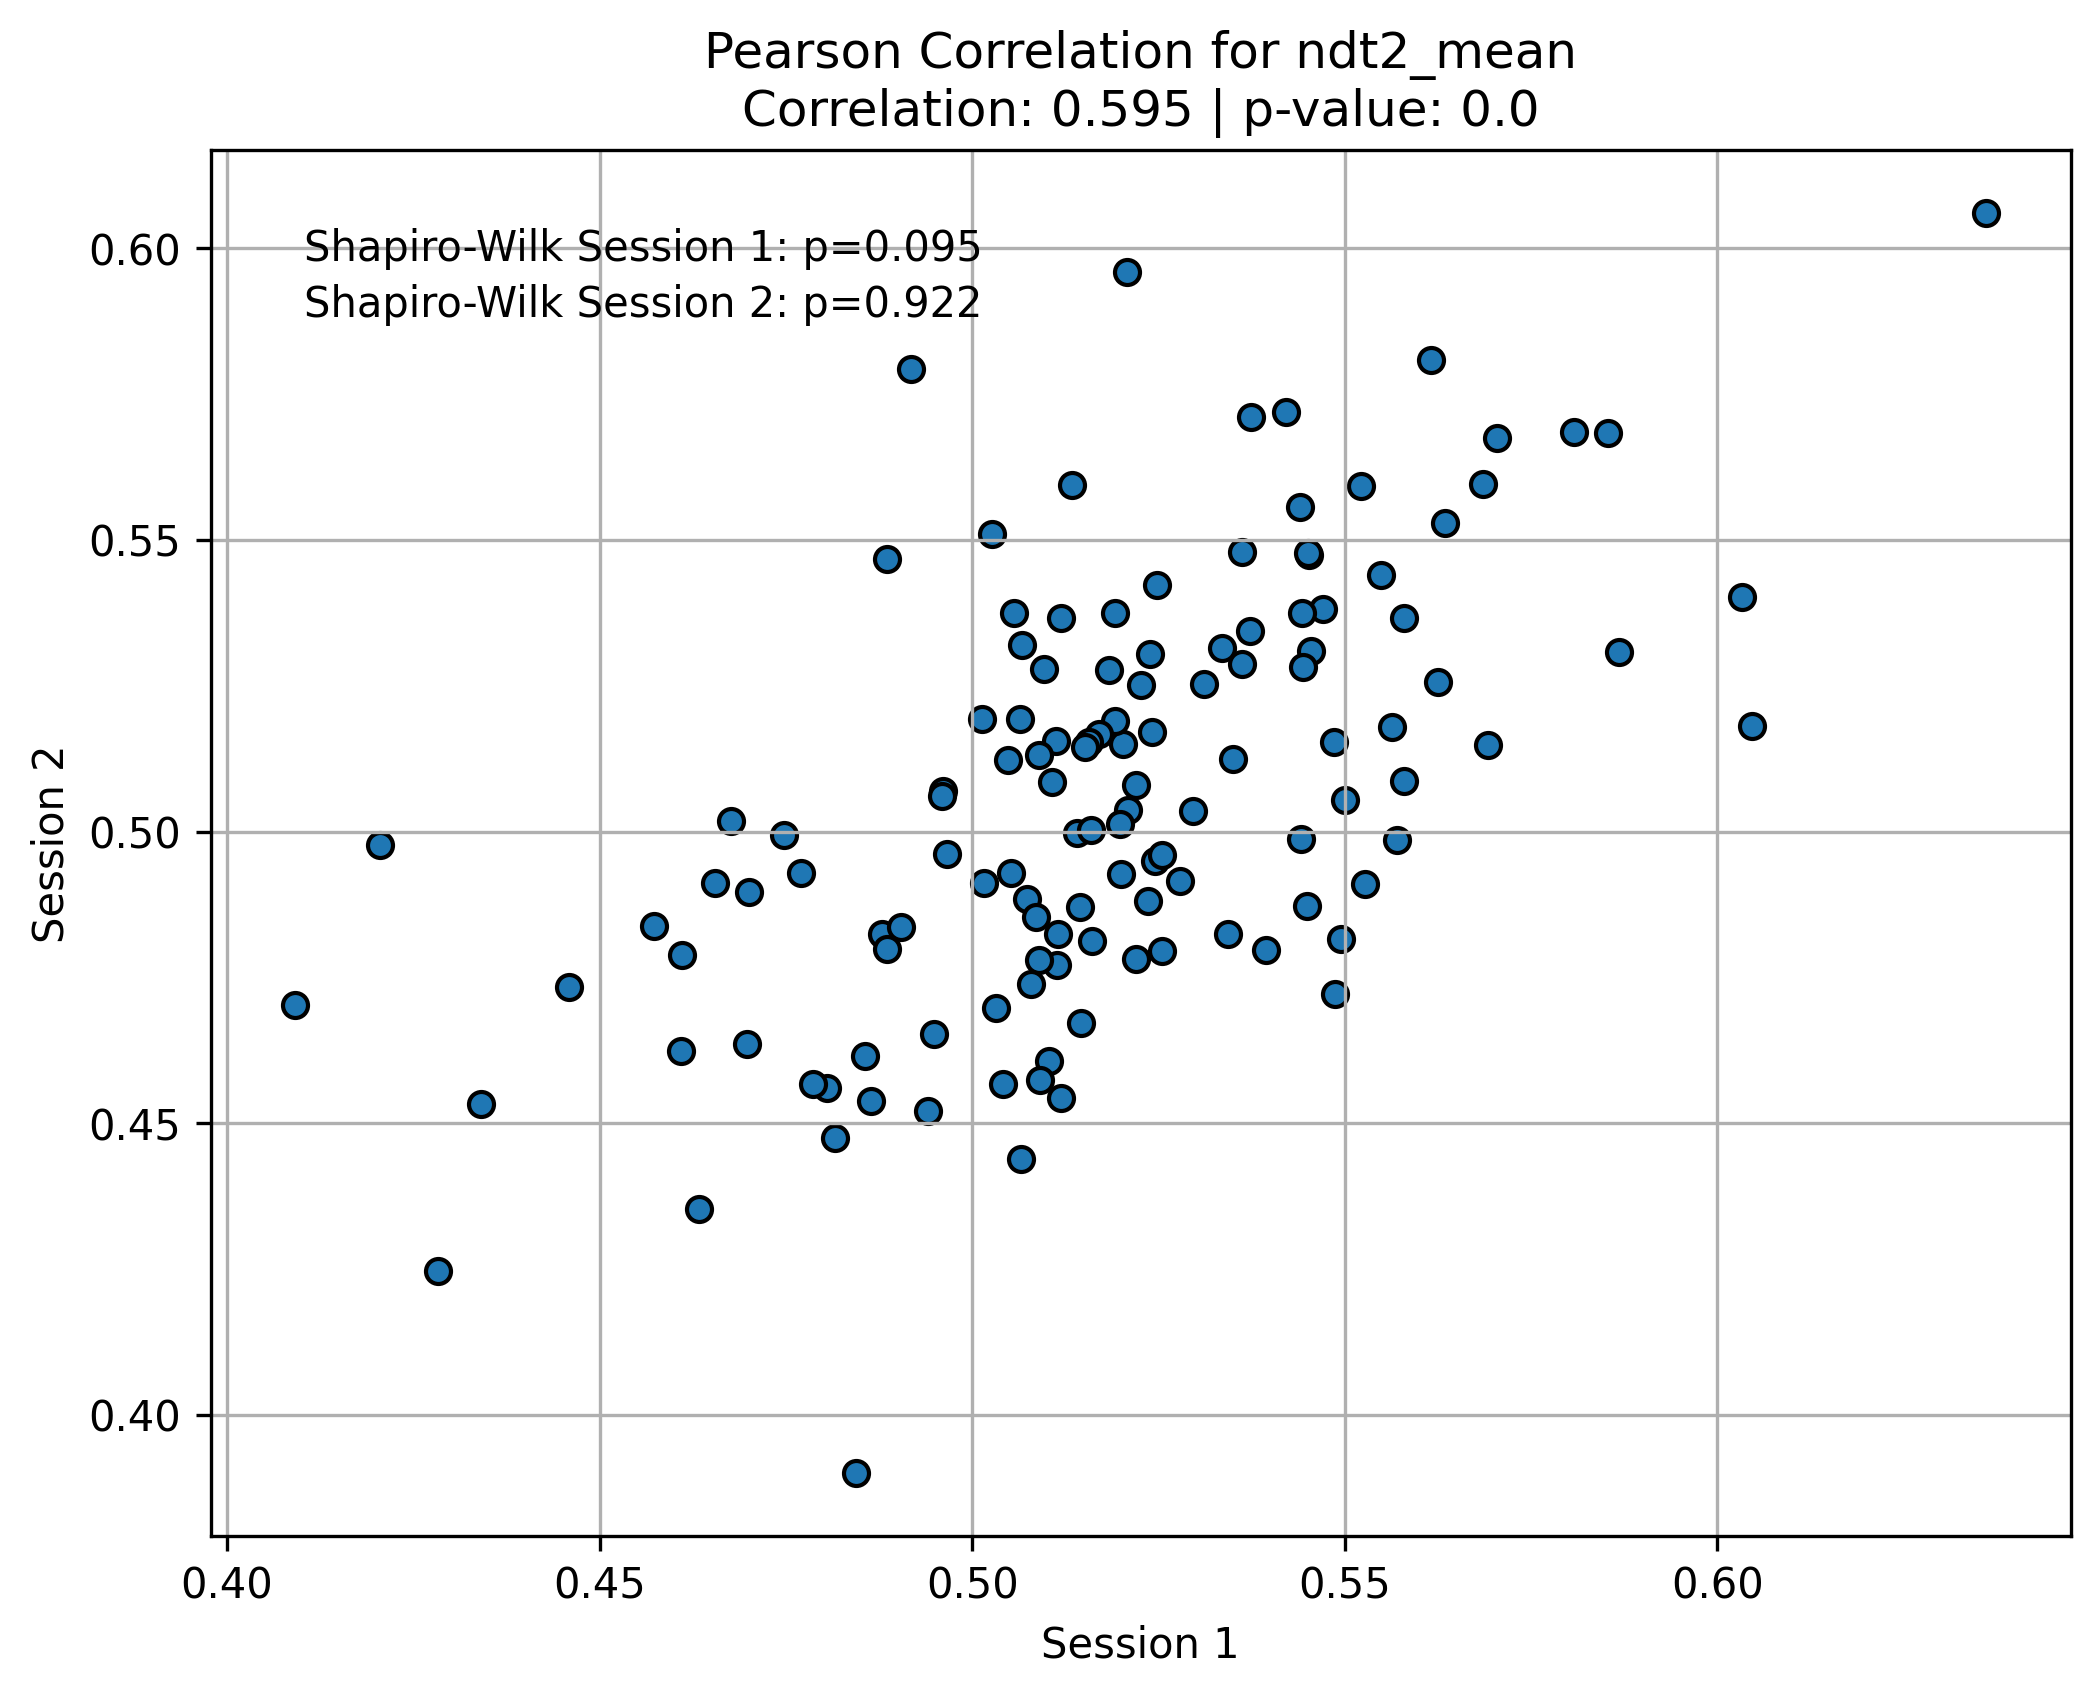 Pearson Correlation for ndt2_mean
Correlation: 0.595 | p-value: 0.0
Shapiro-Wilk Session 1: p=0.095
Shapiro-Wilk Session 2: p=0.922
0.60
0.55
0.50
0.45
0.40
Session 2
0.40 0.45 0.50 0.55 0.60
Session 1